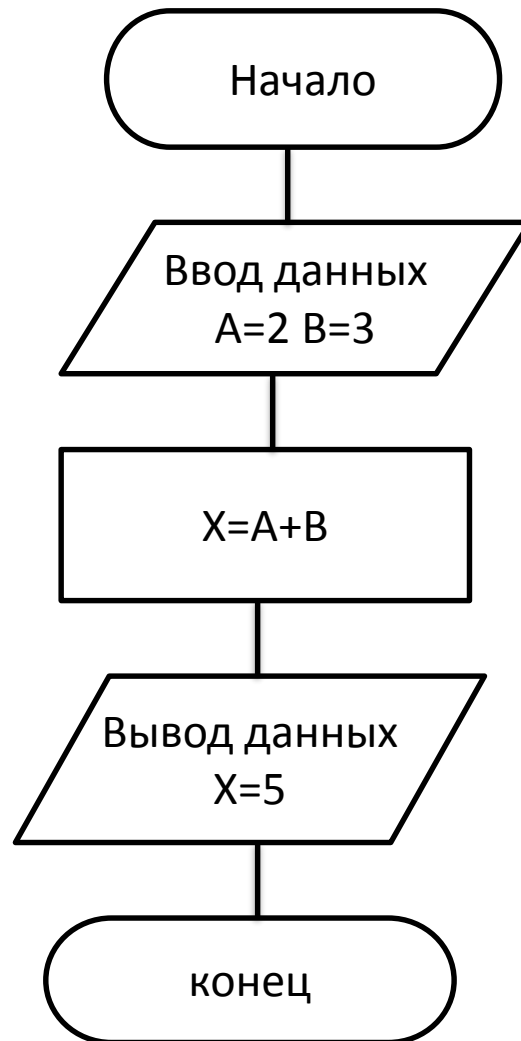 Начало
Ввод данных
A=2 B=3
X=A+B
Вывод данных
X=5
конец